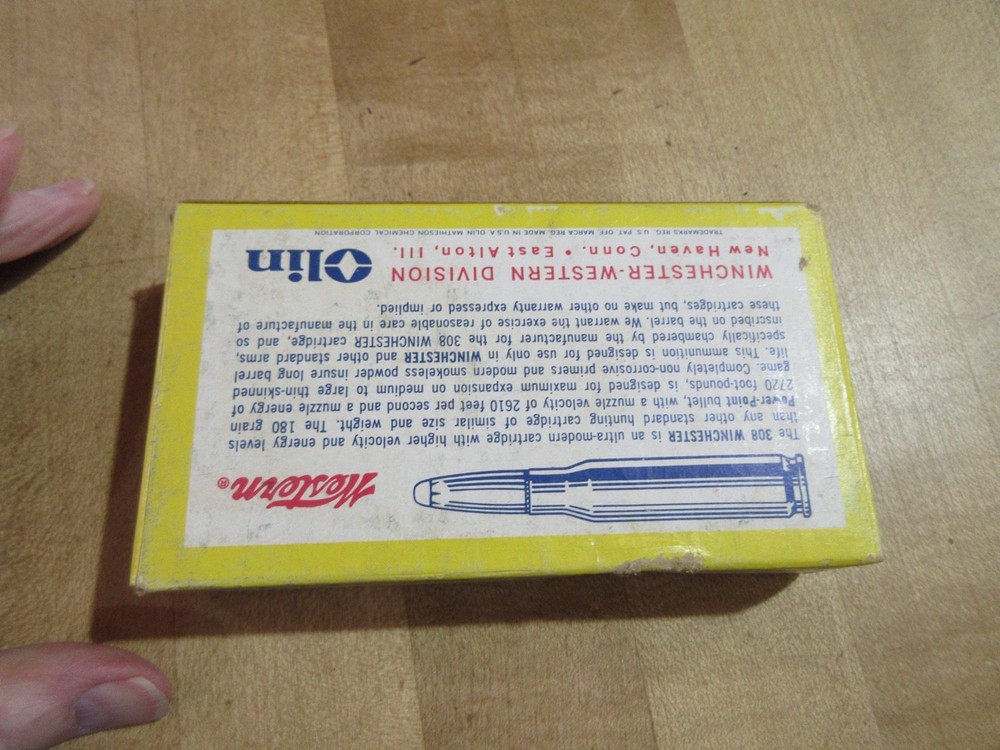 Western®
The 308 WINCHESTER is an ultra-modern cartridge with higher velocity and energy levels
than any other standard hunting cartridge of similar size and weight. The 180 grain
Power-Point bullet, with a muzzle velocity of 2610 feet per second and a muzzle energy of
2720 foot-pounds, is designed for maximum expansion on medium to large thin-skinned
game. Completely non-corrosive primers and modern smokeless powder insure long barrel
life. This ammunition is designed for use only in WINCHESTER and other standard arms,
specifically chambered by the manufacturer for the 308 WINCHESTER cartridge, and so
inscribed on the barrel. We warrant the exercise of reasonable care in the manufacture of
these cartridges, but make no other warranty expressed or implied.
WINCHESTER-WESTERN DIVISION
New Haven, Conn. * East Alton, Ill.
Olin
TRADEMARKS REG. U.S. PAT. OFF. MARCA REG. MADE IN U.S.A. OLIN MATHIESON CHEMICAL CORPORATION